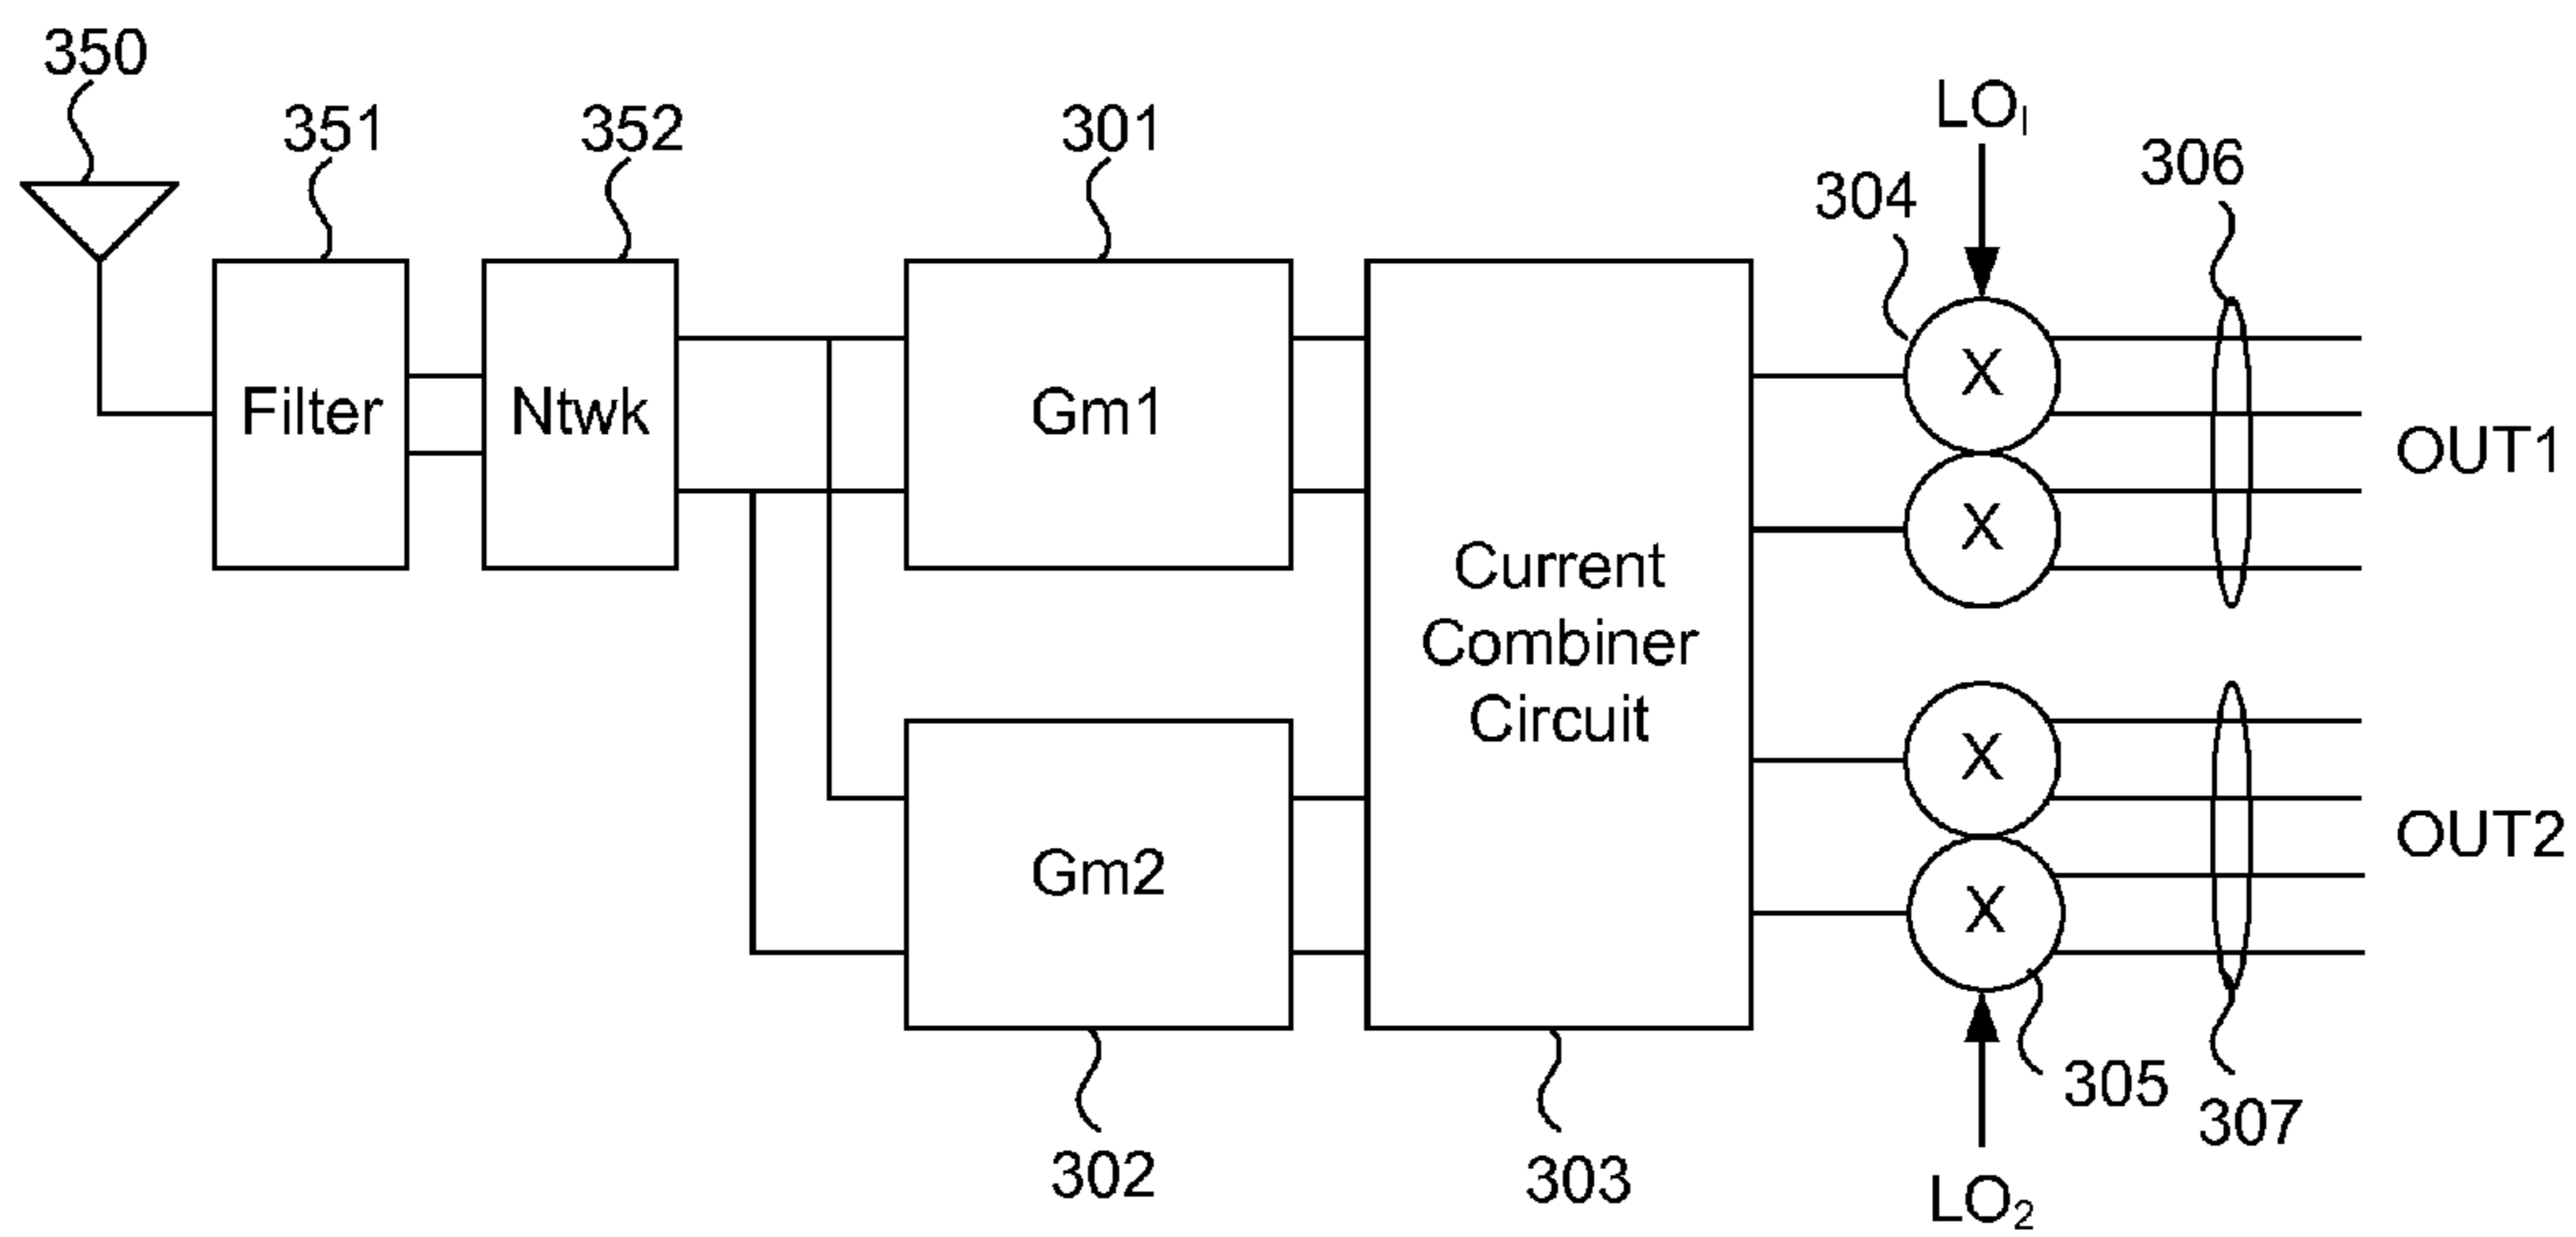 350
351
352
301
LOI
304
306
Filter
Ntwk
Gm1
X
OUT1
X
Current
Combiner
Circuit
X
OUT2
Gm2
X
305
307
302
303
LO2